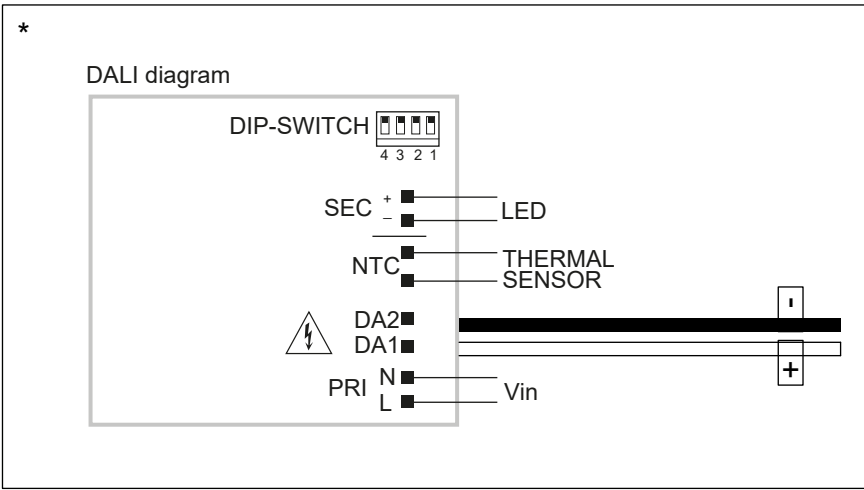 *
DALI diagram
DIP-SWITCH
4 3 2 1
SEC + LED
−
NTC THERMAL
SENSOR
DA2 -
DA1 +
PRI N Vin
L